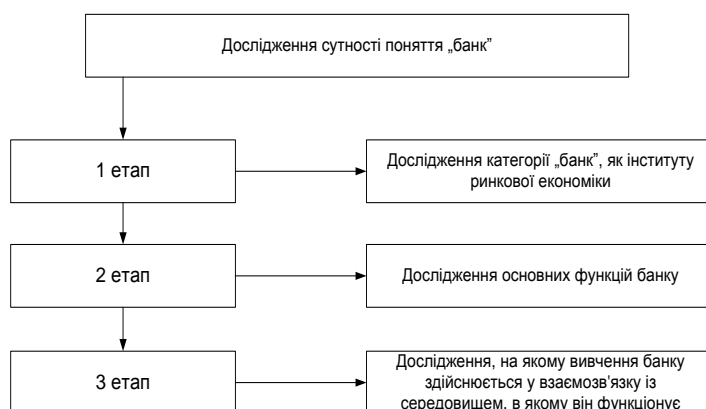 Дослідження сутності поняття „банк”
1 етап
Дослідження категорії „банк”, як інституту
ринкової економіки
2 етап
Дослідження основних функцій банку
3 етап
Дослідження, на якому вивчення банку
здійснюється у взаємозв'язку із
середовищем, в якому він функціонує